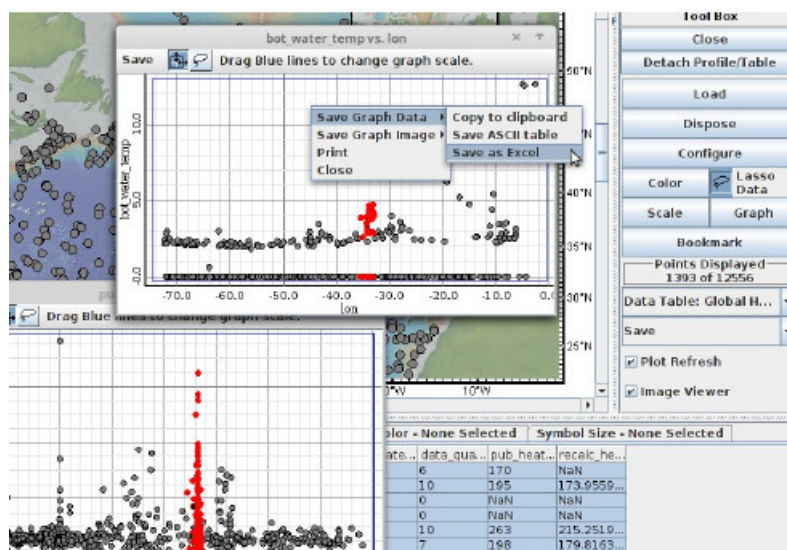 bot_water_temp vs. lon
Save Drag Blue lines to change graph scale.
Save Graph Data
Save Graph Image
Print
Close
Copy to clipboard
Save ASCII table
Save as Excel
bot_water_temp
10.0
5.0
-0.0
-70.0 -60.0 -50.0 -40.0 -30.0 -20.0 -10.0 0.0
lon
50°N
45°N
40°N
35°N
30°N
25°N
10°W
Drag Blue lines to change graph scale.
Tool Box
Close
Detach Profile/Table
Load
Dispose
Configure
Color Lasso Data
Scale Graph
Bookmark
Points Displayed
1393 of 12556
Data Table: Global H...
Save
Plot Refresh
Image Viewer
olor - None Selected Symbol Size - None Selected
ate... data_qua... pub_heat... recalc_he...
6 170 NaN
10 195 173.9559...
0 NaN NaN
0 NaN NaN
10 263 215.2519...
7 198 179.8163...